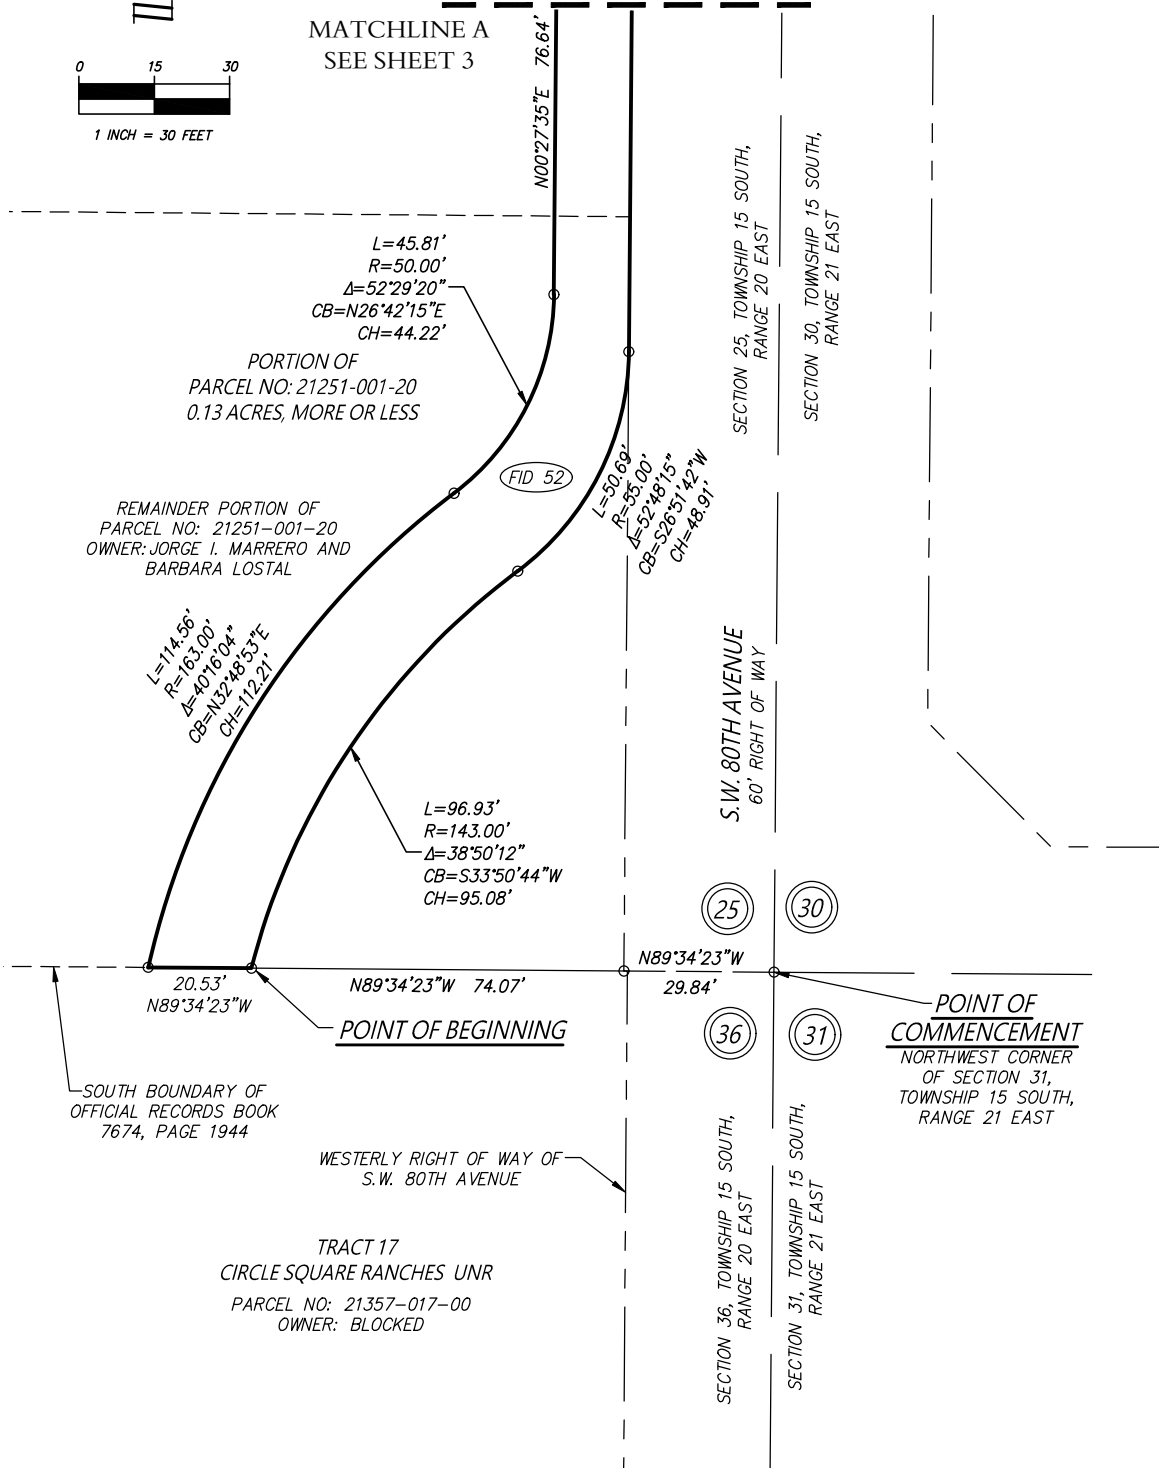 MATCHLINE A
SEE SHEET 3
0 15 30
1 INCH = 30 FEET
N00°27'35"E 76.64'
L=45.81'
R=50.00'
Δ=52°29'20"
CB=N26°42'15"E
CH=44.22'
PORTION OF
PARCEL NO: 21251-001-20
0.13 ACRES, MORE OR LESS
SECTION 25, TOWNSHIP 15 SOUTH,
RANGE 20 EAST
SECTION 30, TOWNSHIP 15 SOUTH,
RANGE 21 EAST
FID 52
L=50.69'
R=55.00'
Δ=52°48'15"
CB=S26°51'42"W
CH=48.91'
REMAINDER PORTION OF
PARCEL NO: 21251-001-20
OWNER: JORGE I. MARRERO AND
BARBARA LOSTAL
L=114.56'
R=163.00'
Δ=40°16'04"
CB=N32°48'53"E
CH=112.21'
S.W. 80TH AVENUE
60' RIGHT OF WAY
L=96.93'
R=143.00'
Δ=38°50'12"
CB=S33°50'44"W
CH=95.08'
25
30
N89°34'23"W
29.84'
20.53'
N89°34'23"W
N89°34'23"W 74.07'
POINT OF BEGINNING
POINT OF
COMMENCEMENT
NORTHWEST CORNER
OF SECTION 31,
TOWNSHIP 15 SOUTH,
RANGE 21 EAST
36
31
SOUTH BOUNDARY OF
OFFICIAL RECORDS BOOK
7674, PAGE 1944
WESTERLY RIGHT OF WAY OF
S.W. 80TH AVENUE
SECTION 36, TOWNSHIP 15 SOUTH,
RANGE 20 EAST
SECTION 31, TOWNSHIP 15 SOUTH,
RANGE 21 EAST
TRACT 17
CIRCLE SQUARE RANCHES UNR
PARCEL NO: 21357-017-00
OWNER: BLOCKED